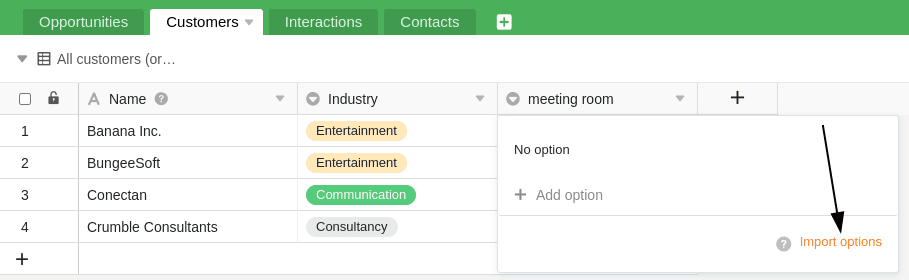 Opportunities Customers Interactions Contacts
All customers (or…
Name Industry meeting room
1 Banana Inc. Entertainment
2 BungeeSoft Entertainment
3 Conectan Communication
4 Crumble Consultants Consultancy
No option
Add option
Import options